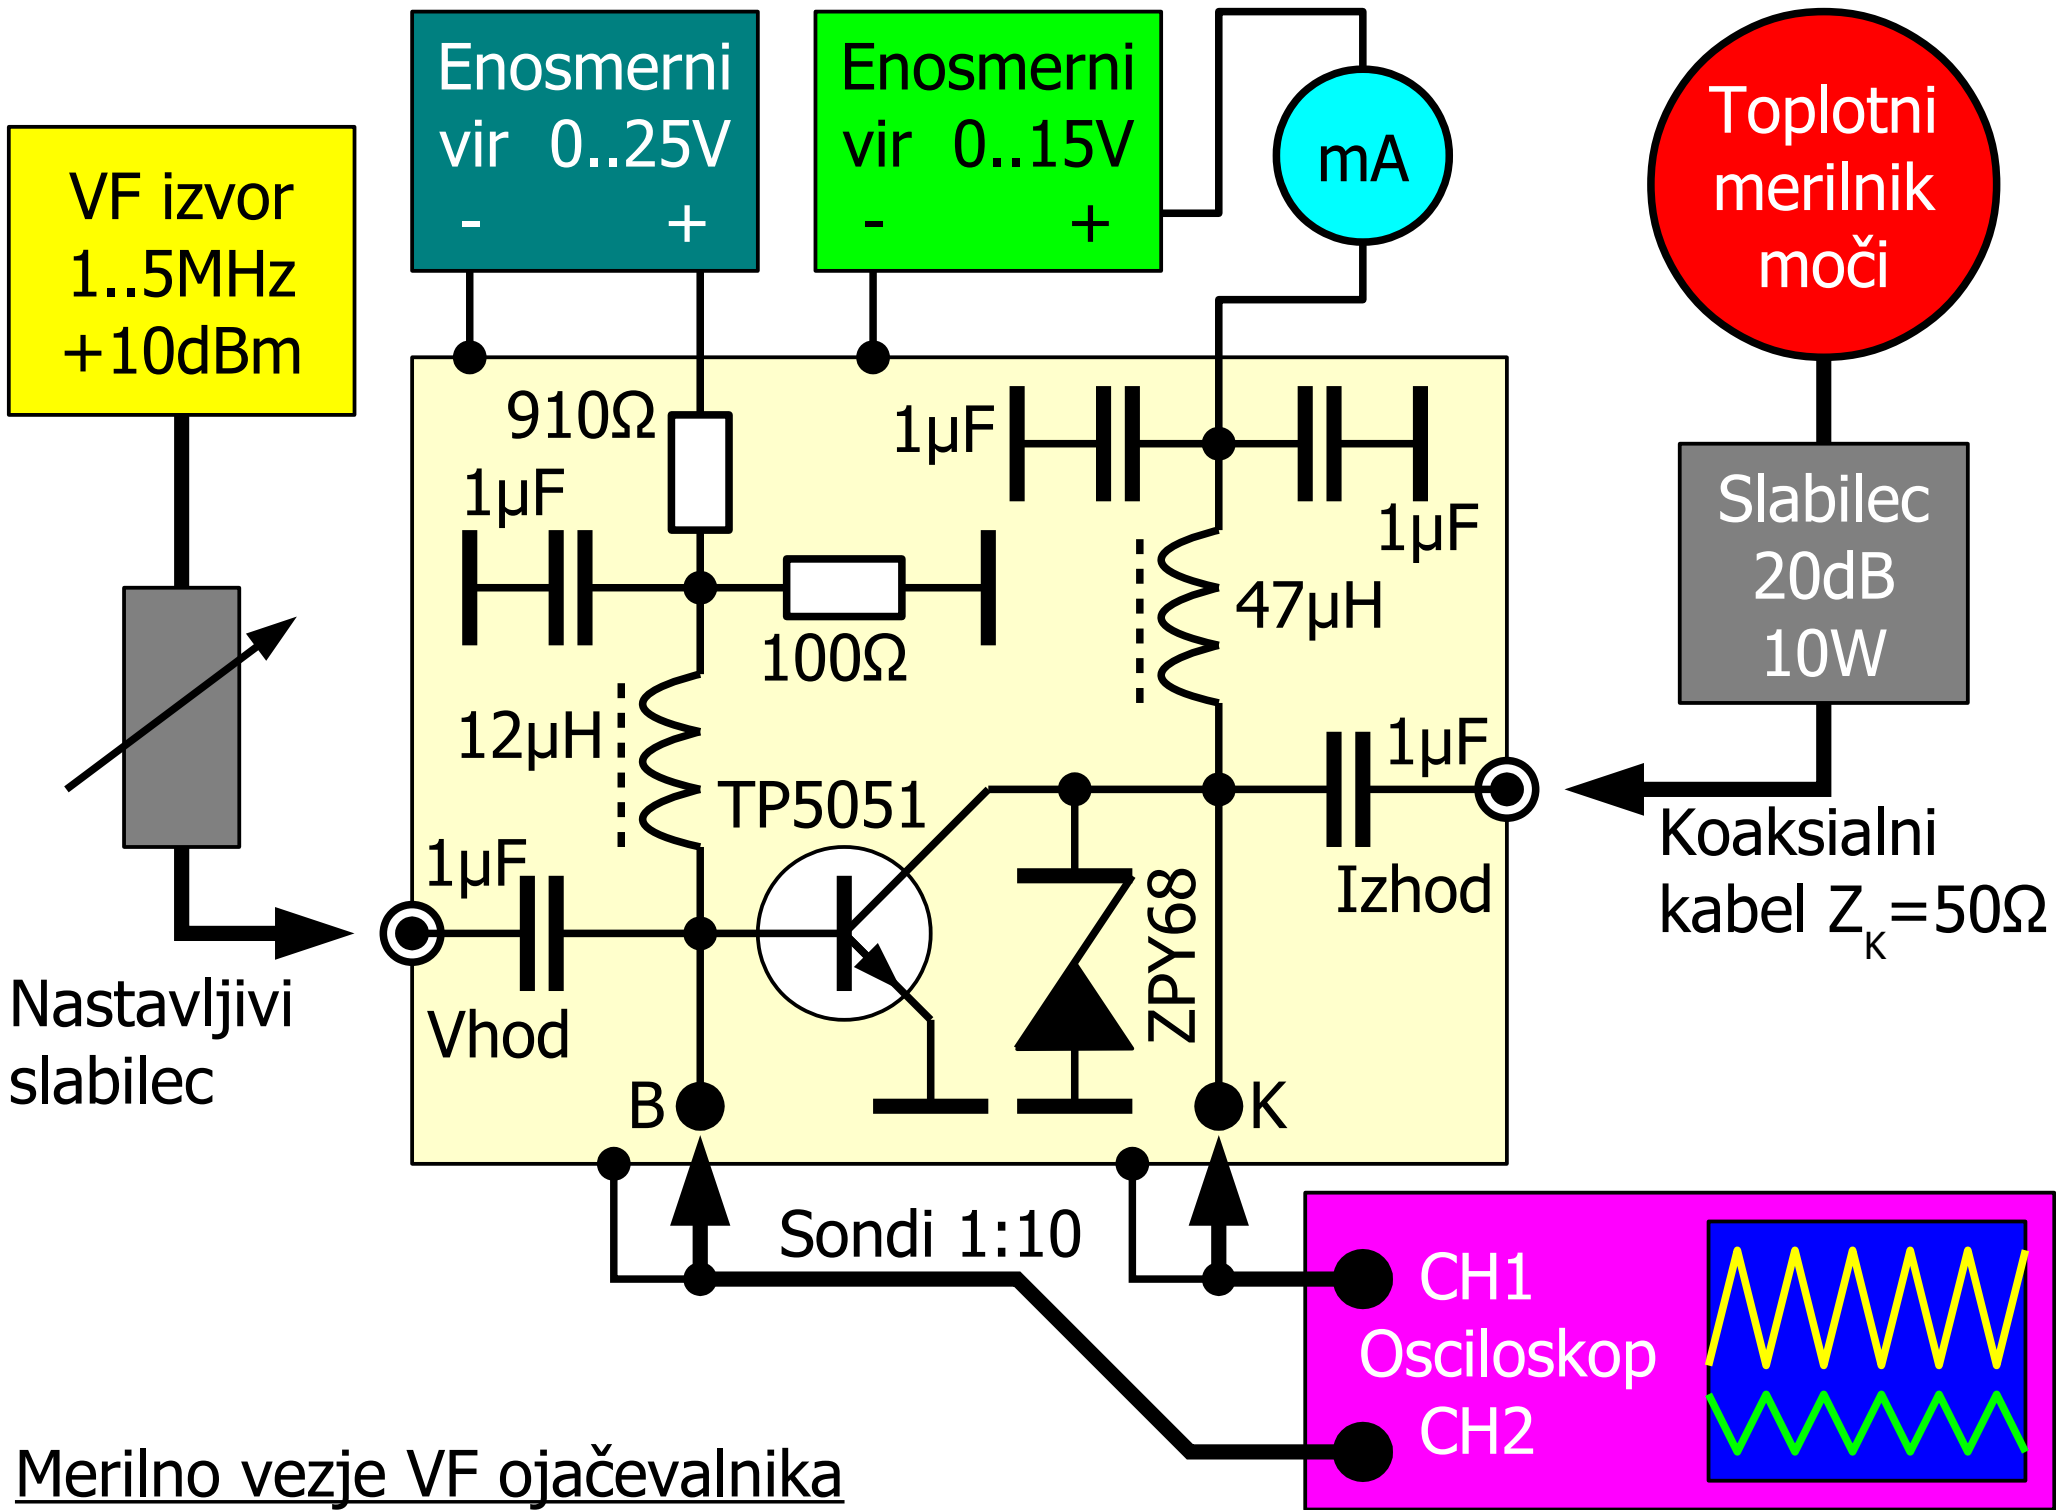 Enosmerni
vir 0..25V
- +
Enosmerni
vir 0..15V
- +
mA
Toplotni
merilnik
moči
VF izvor
1..5MHz
+10dBm
910Ω
1µF
1µF
1µF
Slabilec
20dB
10W
47µH
100Ω
12µH
1µF
TP5051
1µF
Izhod
ZPY68
Koaksialni
kabel ZK=50Ω
Nastavljivi
slabilec
Vhod
B
K
Sondi 1:10
CH1
Osciloskop
CH2
Merilno vezje VF ojačevalnika